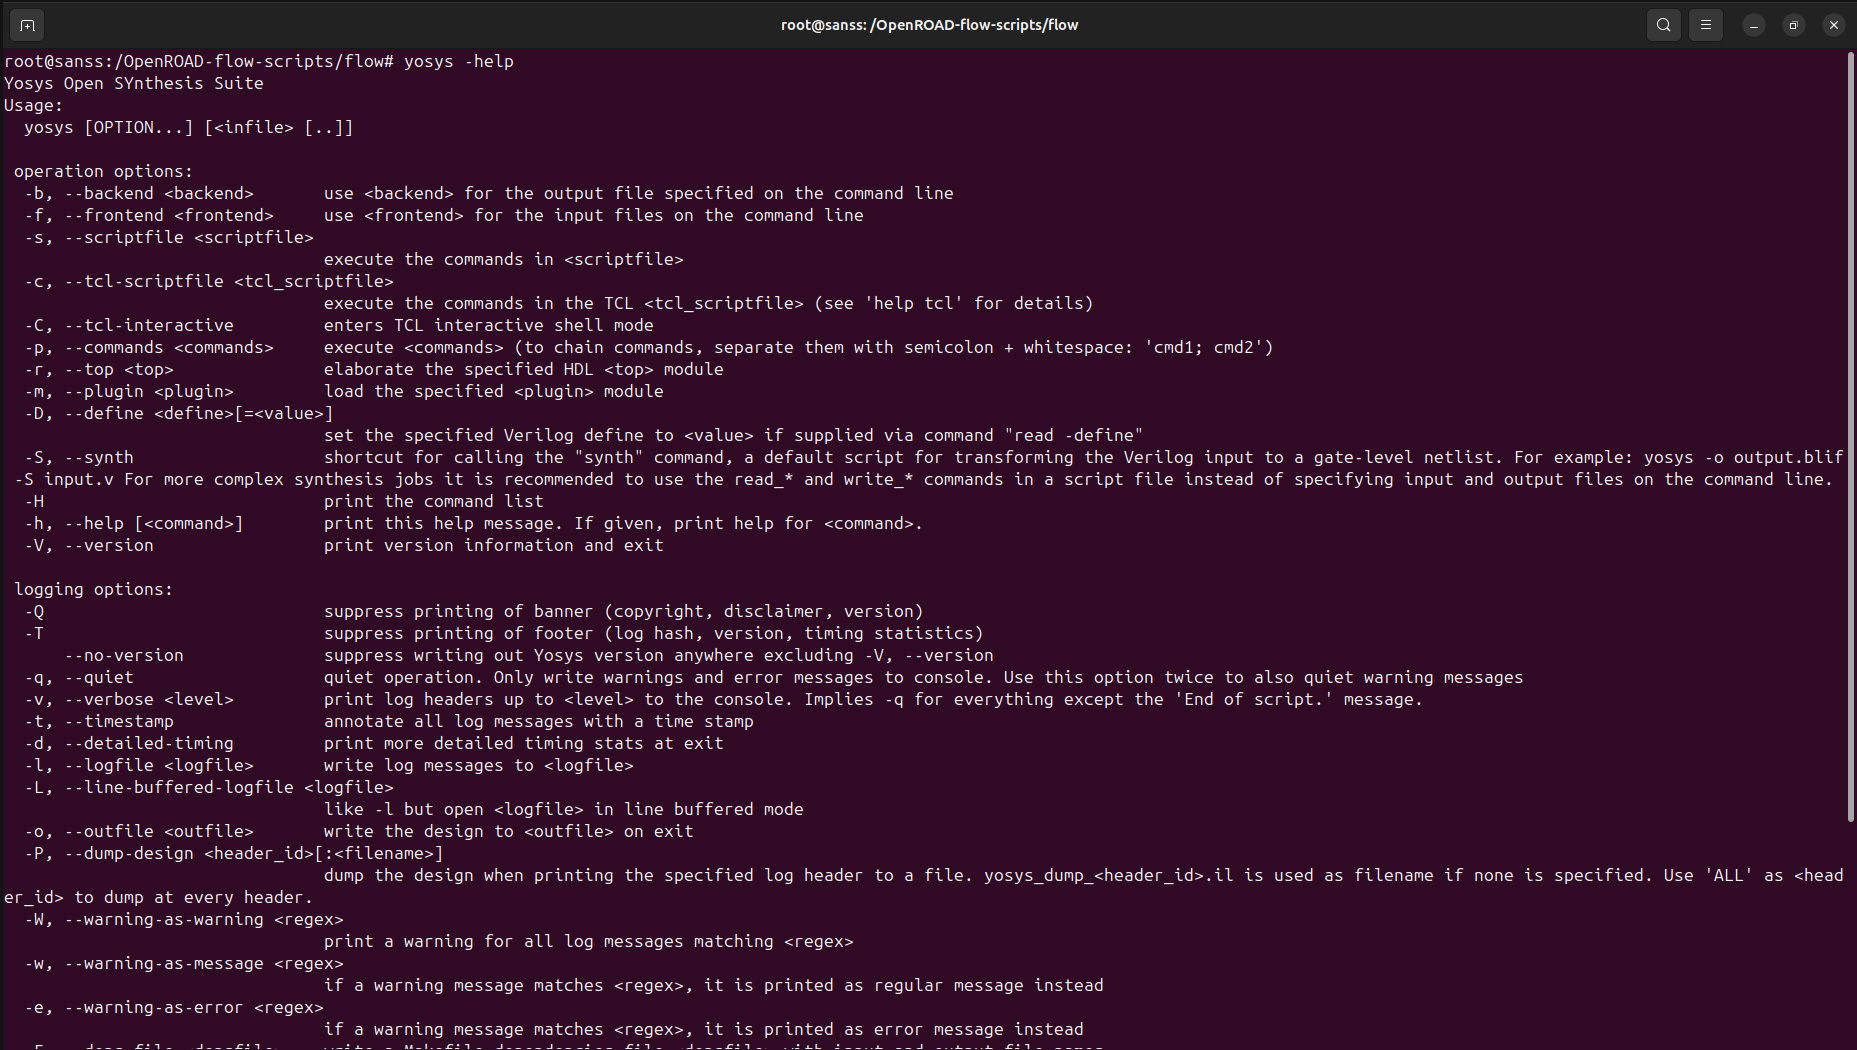 root@sanss: /OpenROAD-flow-scripts/flow
root@sanss:/OpenROAD-flow-scripts/flow# yosys -help
Yosys Open SYnthesis Suite
Usage:
  yosys [OPTION...] [<infile> [..]]

 operation options:
  -b, --backend <backend>       use <backend> for the output file specified on the command line
  -f, --frontend <frontend>     use <frontend> for the input files on the command line
  -s, --scriptfile <scriptfile>
                                execute the commands in <scriptfile>
  -c, --tcl-scriptfile <tcl_scriptfile>
                                execute the commands in the TCL <tcl_scriptfile> (see 'help tcl' for details)
  -C, --tcl-interactive         enters TCL interactive shell mode
  -p, --commands <commands>     execute <commands> (to chain commands, separate them with semicolon + whitespace: 'cmd1; cmd2')
  -r, --top <top>               elaborate the specified HDL <top> module
  -m, --plugin <plugin>         load the specified <plugin> module
  -D, --define <define>[=<value>]
                                set the specified Verilog define to <value> if supplied via command "read -define"
  -S, --synth                   shortcut for calling the "synth" command, a default script for transforming the Verilog input to a gate-level netlist. For example: yosys -o output.blif
 -S input.v For more complex synthesis jobs it is recommended to use the read_* and write_* commands in a script file instead of specifying input and output files on the command line.
  -H                            print the command list
  -h, --help [<command>]        print this help message. If given, print help for <command>.
  -V, --version                 print version information and exit

 logging options:
  -Q                            suppress printing of banner (copyright, disclaimer, version)
  -T                            suppress printing of footer (log hash, version, timing statistics)
      --no-version              suppress writing out Yosys version anywhere excluding -V, --version
  -q, --quiet                   quiet operation. Only write warnings and error messages to console. Use this option twice to also quiet warning messages
  -v, --verbose <level>         print log headers up to <level> to the console. Implies -q for everything except the 'End of script.' message.
  -t, --timestamp               annotate all log messages with a time stamp
  -d, --detailed-timing         print more detailed timing stats at exit
  -l, --logfile <logfile>       write log messages to <logfile>
  -L, --line-buffered-logfile <logfile>
                                like -l but open <logfile> in line buffered mode
  -o, --outfile <outfile>       write the design to <outfile> on exit
  -P, --dump-design <header_id>[:<filename>]
                                dump the design when printing the specified log header to a file. yosys_dump_<header_id>.il is used as filename if none is specified. Use 'ALL' as <head
er_id> to dump at every header.
  -W, --warning-as-warning <regex>
                                print a warning for all log messages matching <regex>
  -w, --warning-as-message <regex>
                                if a warning message matches <regex>, it is printed as regular message instead
  -e, --warning-as-error <regex>
                                if a warning message matches <regex>, it is printed as error message instead